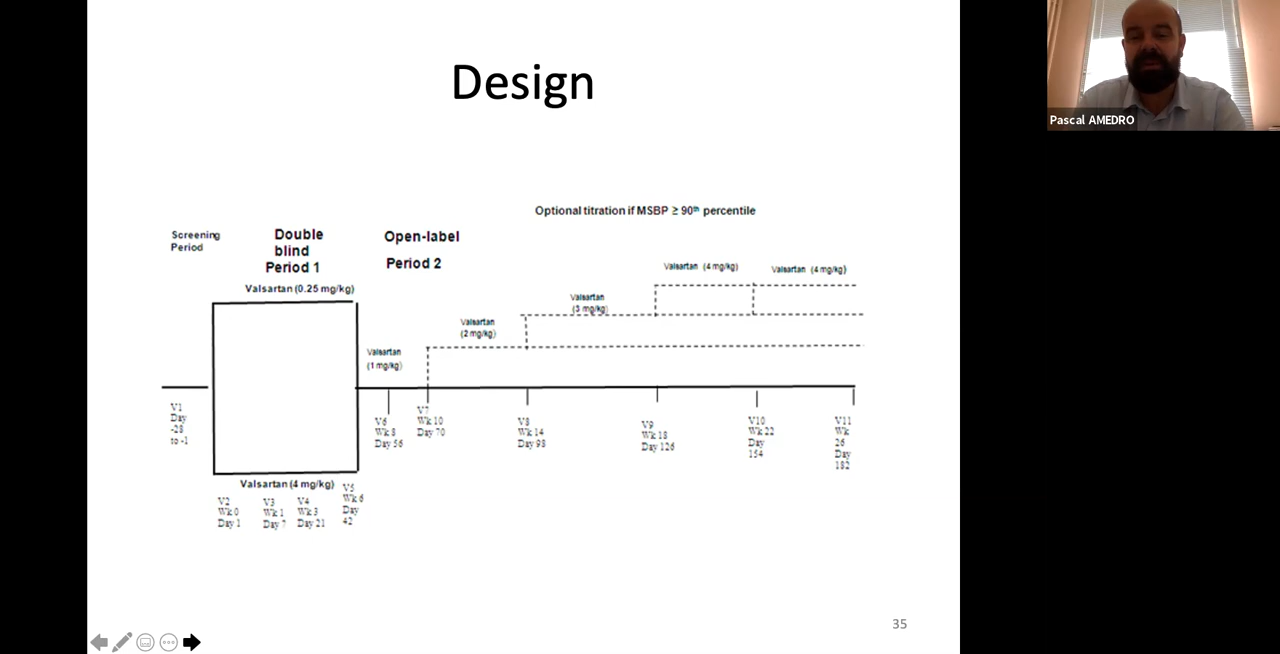 Design
Optional titration if MSBP ≥ 90th percentile
Screening
Period
Double
blind
Period 1
Open-label
Period 2
Valsartan (0.25 mg/kg)
Valsartan
(1 mg/kg)
Valsartan
(2 mg/kg)
Valsartan
(3 mg/kg)
Valsartan (4 mg/kg)
Valsartan (4 mg/kg)
V1
Day
-28
to -1
Valsartan (4 mg/kg)
V2
Wk 0
Day 1
V3
Wk 1
Day 7
V4
Wk 3
Day 21
V5
Wk 6
Day
42
V6
Wk 8
Day 56
V7
Wk 10
Day 70
V8
Wk 14
Day 98
V9
Wk 18
Day 126
V10
Wk 22
Day
154
V11
Wk
26
Day
182
35
Pascal AMEDRO